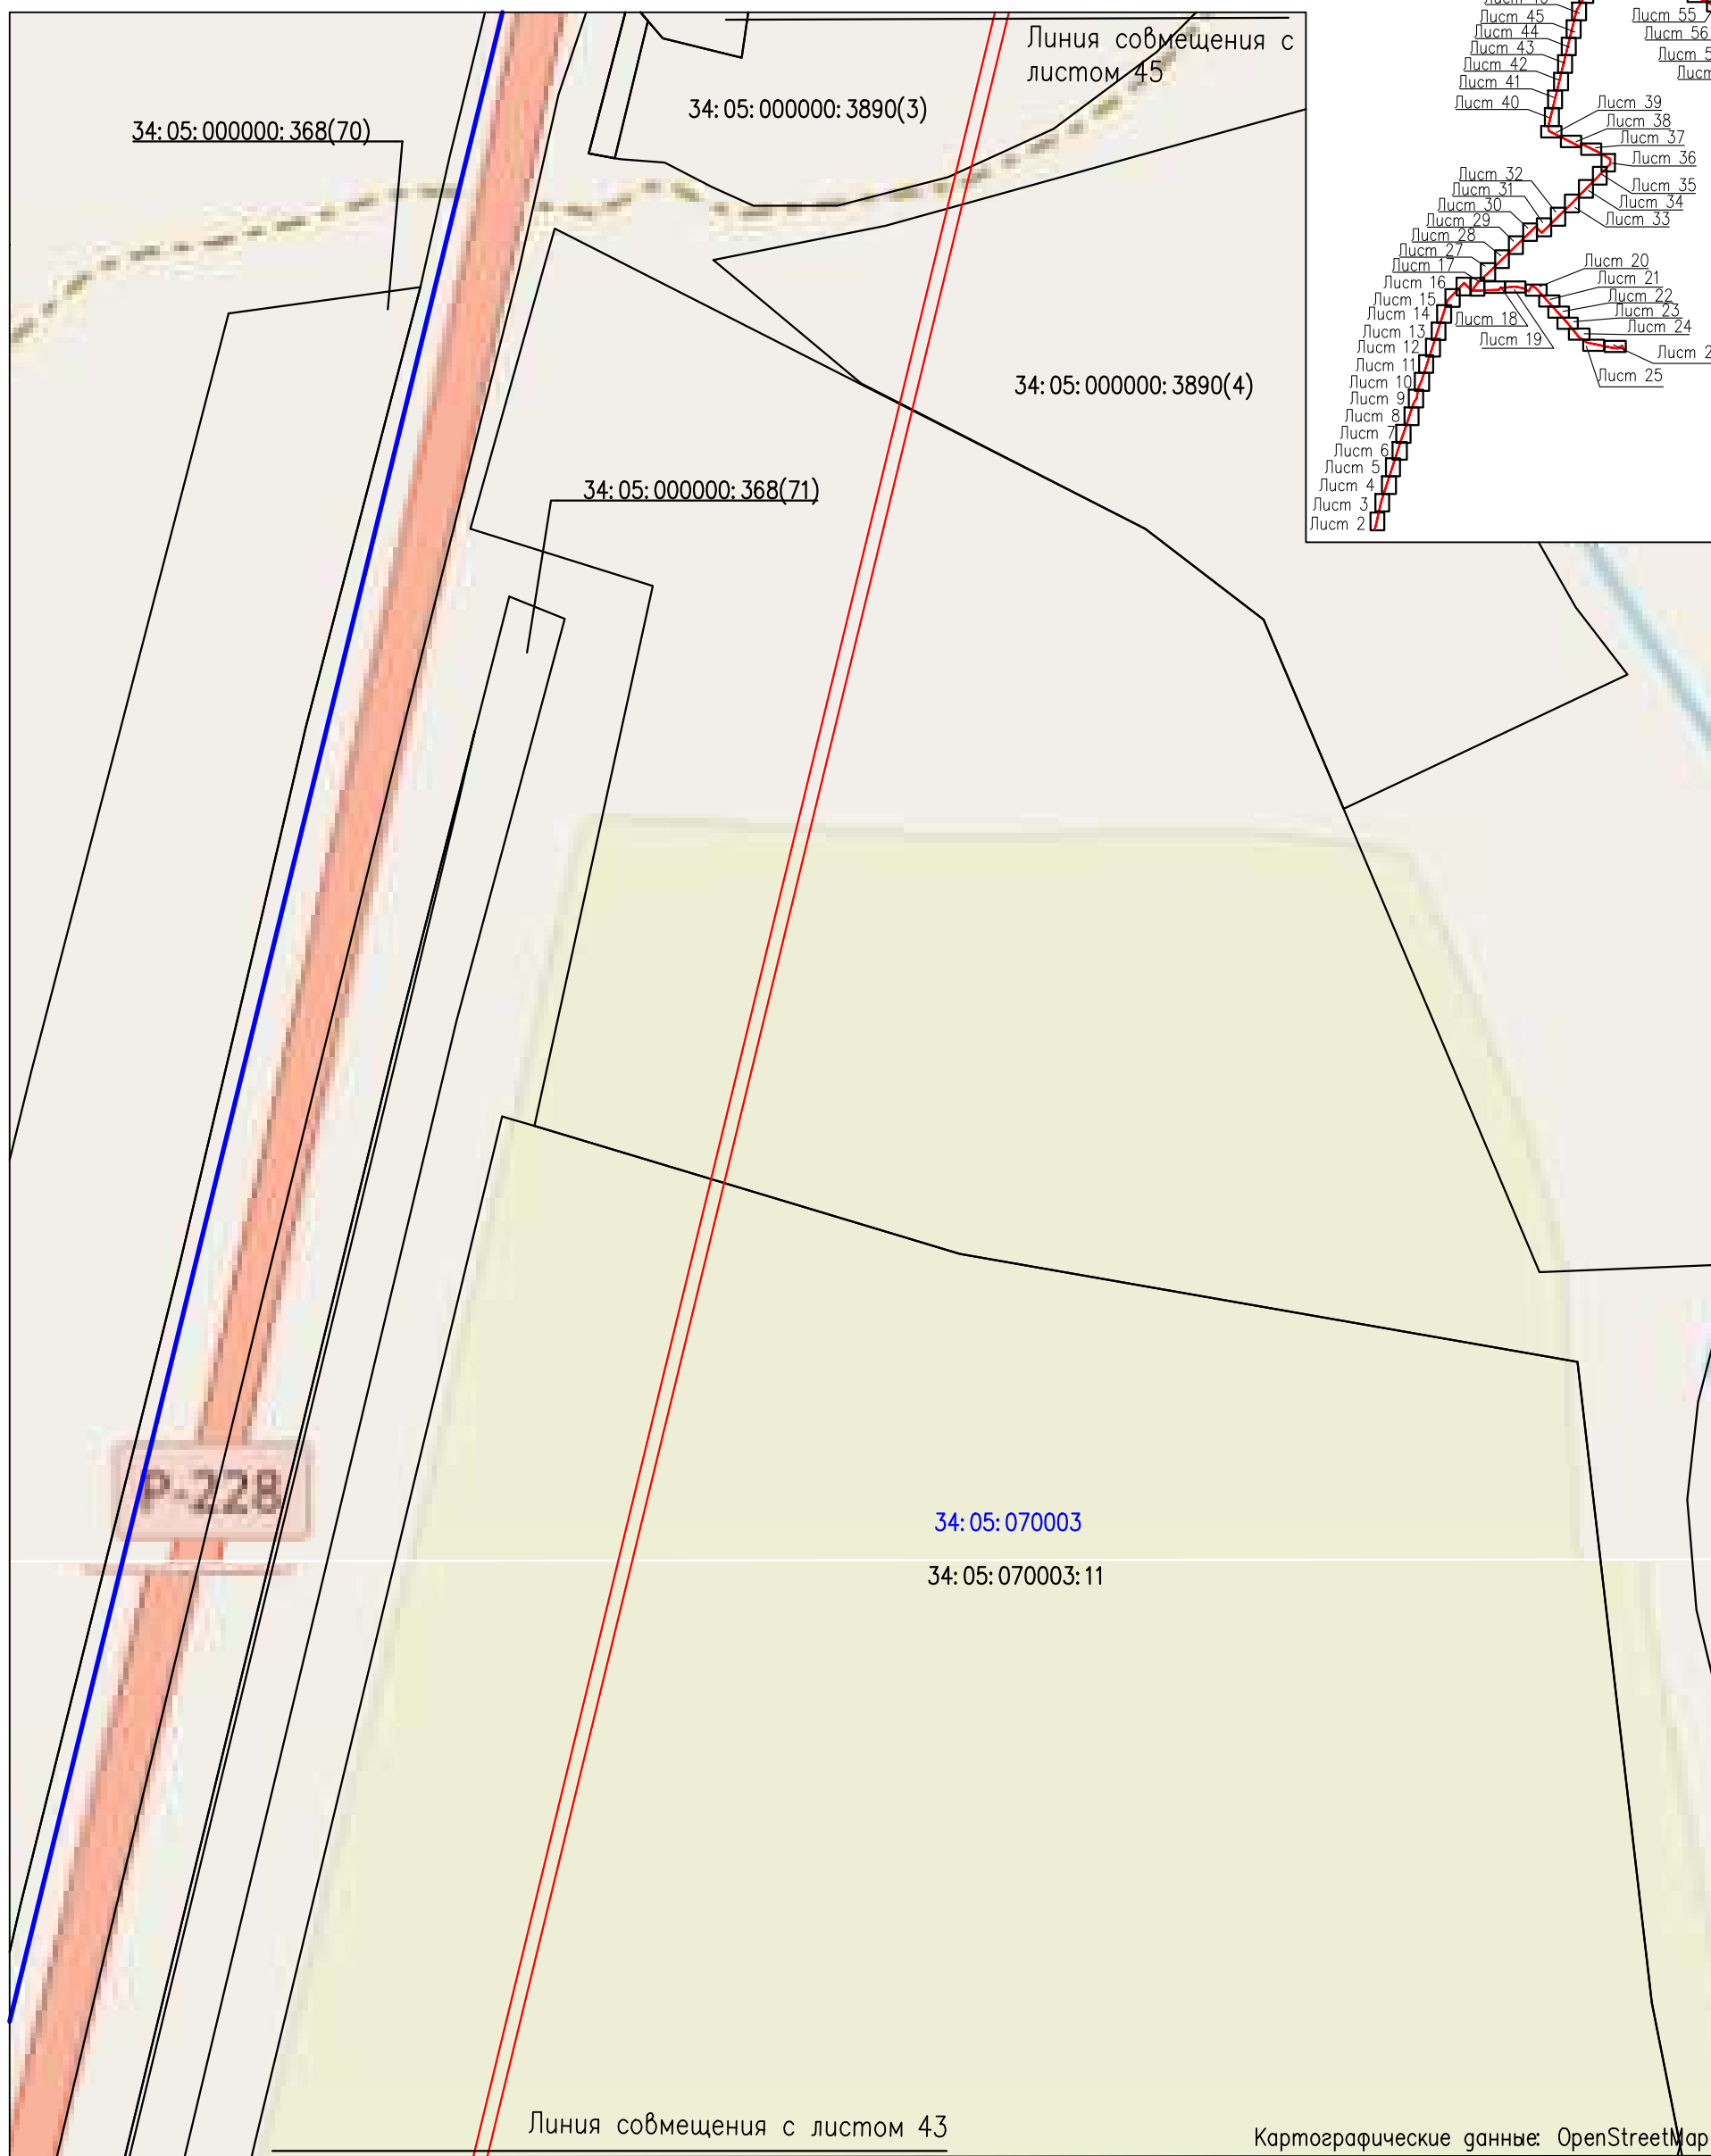 Линия совмещения с
листом 45
34:05:000000:3890(3)
34:05:000000:368(70)
34:05:000000:3890(4)
34:05:000000:368(71)
Р-228
34:05:070003
34:05:070003:11
Линия совмещения с листом 43
Картографические данные: OpenStreetMap
Лист 45
Лист 44
Лист 43
Лист 42
Лист 41
Лист 40
Лист 55
Лист 56
Лист 39
Лист 38
Лист 37
Лист 36
Лист 35
Лист 34
Лист 33
Лист 32
Лист 31
Лист 30
Лист 29
Лист 28
Лист 27
Лист 17
Лист 16
Лист 15
Лист 14
Лист 13
Лист 12
Лист 11
Лист 10
Лист 9
Лист 8
Лист 7
Лист 6
Лист 5
Лист 4
Лист 3
Лист 2
Лист 18
Лист 19
Лист 20
Лист 21
Лист 22
Лист 23
Лист 24
Лист 25